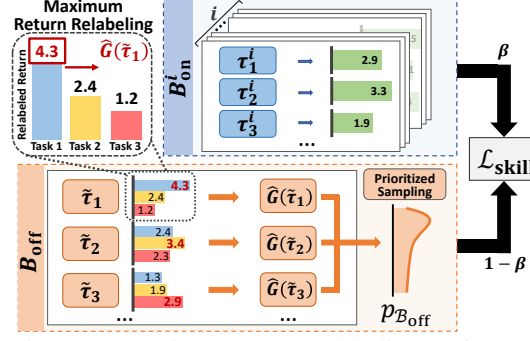 Maximum
Return Relabeling
4.3
Ĝ(τ̃₁)
2.4
1.2
Relabeled Return
Task 1 Task 2 Task 3
i
B^i_on
τ^i_1 2.9
τ^i_2 3.3
τ^i_3 1.9
...
β
ℒ_skill
1 − β
B_off
τ̃₁ 4.3 2.4 1.2 Ĝ(τ̃₁)
τ̃₂ 2.4 3.4 2.3 Ĝ(τ̃₂)
τ̃₃ 1.3 1.9 2.9 Ĝ(τ̃₃)
... ...
Prioritized
Sampling
p_ℬ_off